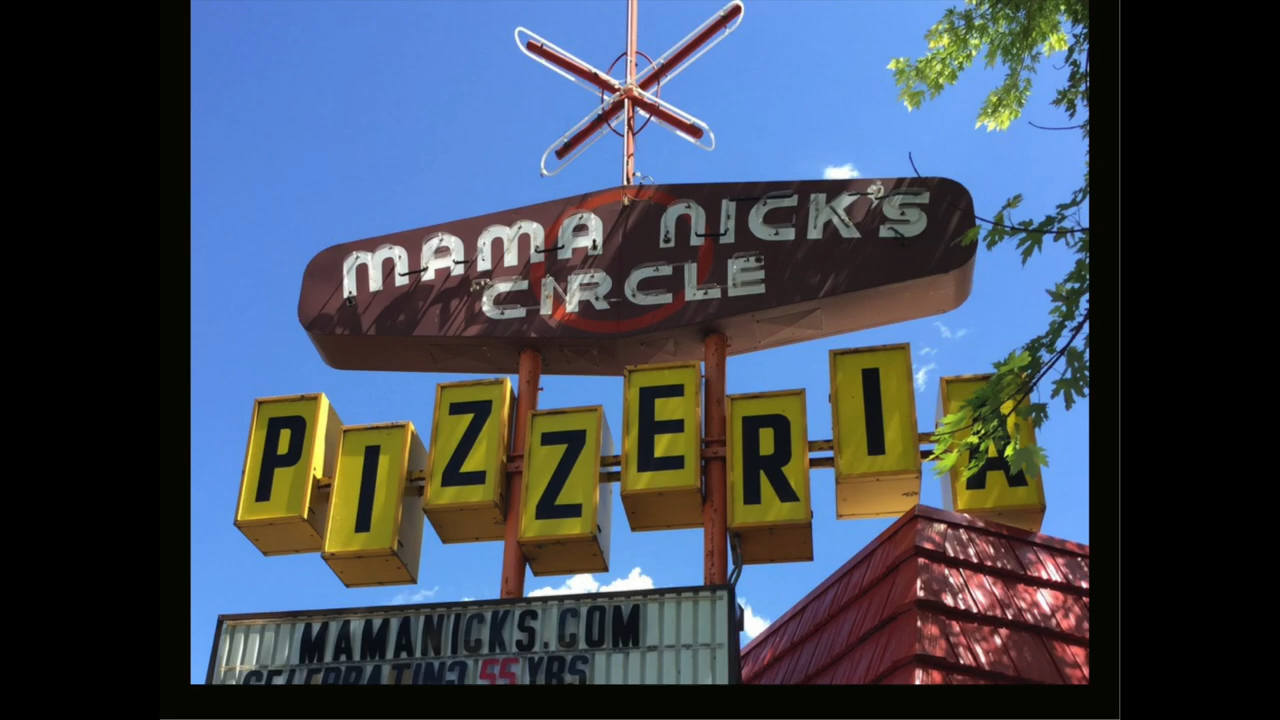 MAMA NICK'S
CIRCLE
PIZZERIA
MAMANICKS.COM
CELEBRATING 55 YRS